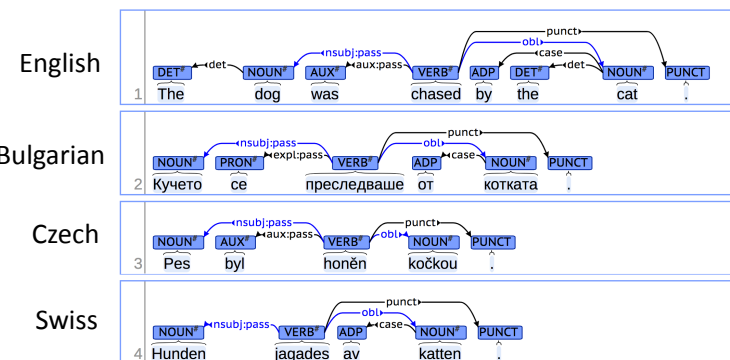 English
punct
obl
nsubj:pass case
det aux:pass det
DET# NOUN# AUX# VERB# ADP DET# NOUN# PUNCT
1 The dog was chased by the cat .
Bulgarian
punct
nsubj:pass obl
expl:pass case
NOUN# PRON# VERB# ADP NOUN# PUNCT
2 Кучето се преследваше от котката .
Czech
nsubj:pass punct
aux:pass obl
NOUN# AUX# VERB# NOUN# PUNCT
3 Pes byl honěn kočkou .
Swiss
punct
obl
nsubj:pass case
NOUN# VERB# ADP NOUN# PUNCT
4 Hunden jagades av katten .